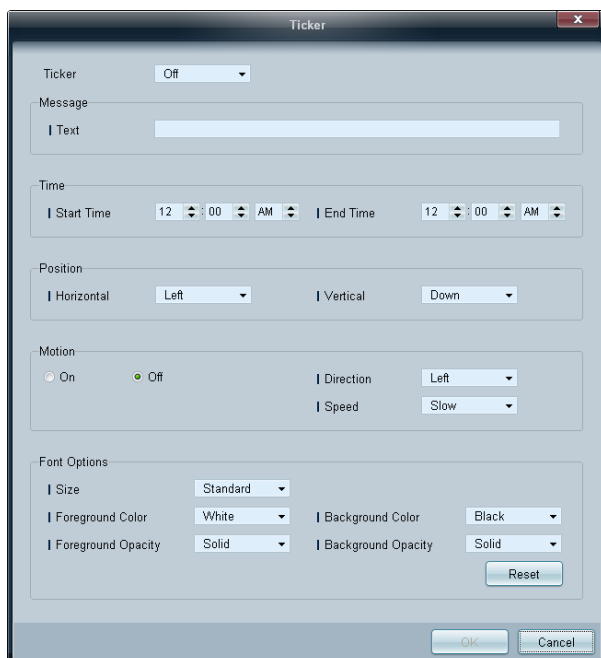 Ticker
Ticker Off
Message
Text
Time
Start Time 12 : 00 AM End Time 12 : 00 AM
Position
Horizontal Left Vertical Down
Motion
On Off Direction Left
Speed Slow
Font Options
Size Standard
Foreground Color White Background Color Black
Foreground Opacity Solid Background Opacity Solid
Reset
OK Cancel